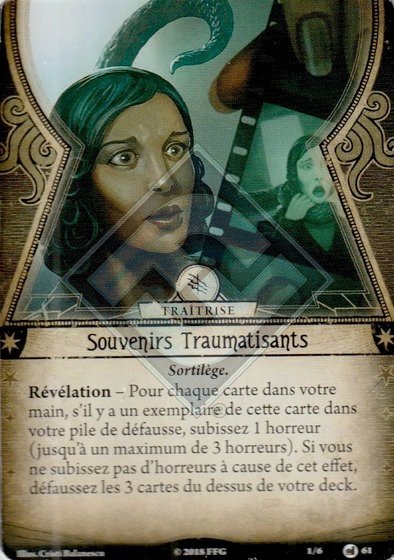 TRAÎTRISE
Souvenirs Traumatisants
Sortilège.
Révélation – Pour chaque carte dans votre
main, s'il y a un exemplaire de cette carte dans
votre pile de défausse, subissez 1 horreur
(jusqu'à un maximum de 3 horreurs). Si vous
ne subissez pas d'horreurs à cause de cet effet,
défaussez les 3 cartes du dessus de votre deck.
Illus. Cristi Balanescu
© 2018 FFG
1/6
61